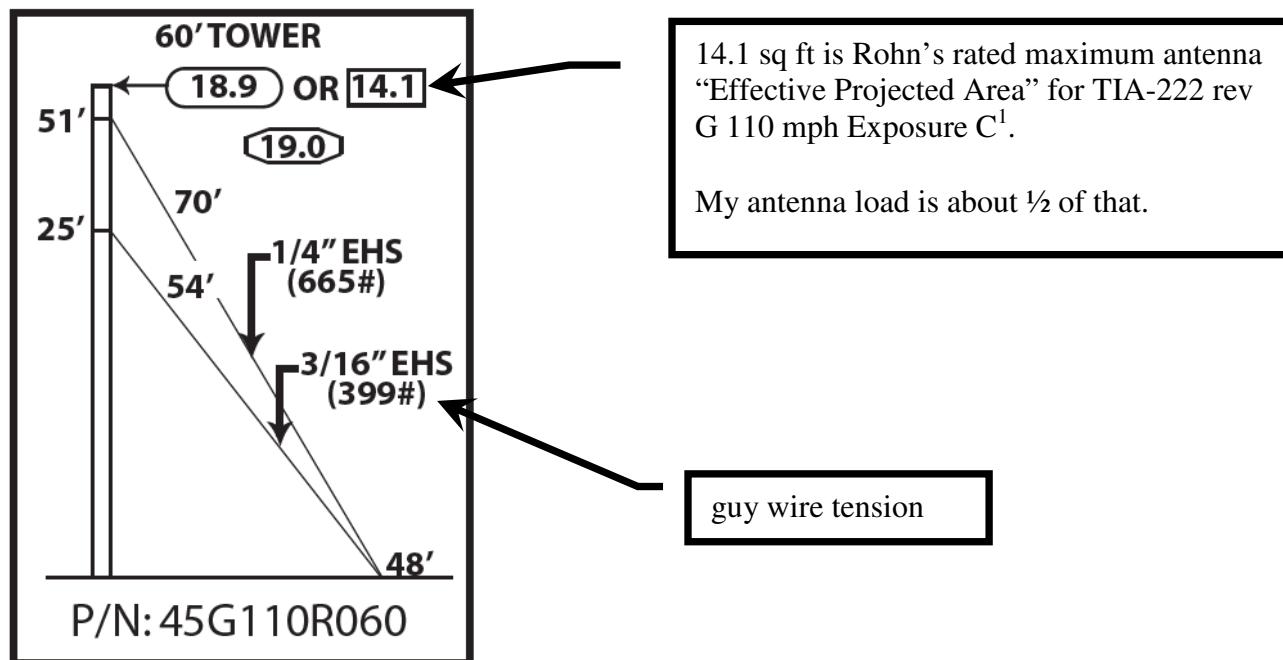 60' TOWER
18.9 OR 14.1
19.0
51'
70'
25'
1/4" EHS
(665#)
54'
3/16" EHS
(399#)
48'
P/N: 45G110R060
14.1 sq ft is Rohn's rated maximum antenna
“Effective Projected Area” for TIA-222 rev
G 110 mph Exposure C¹.
My antenna load is about ½ of that.
guy wire tension